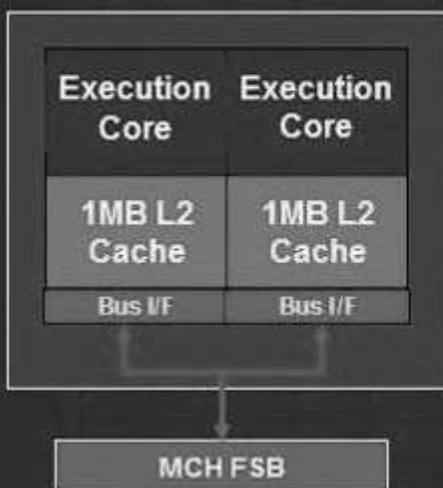 Execution Core
Execution Core
1MB L2 Cache
1MB L2 Cache
Bus I/F
Bus I/F
MCH FSB